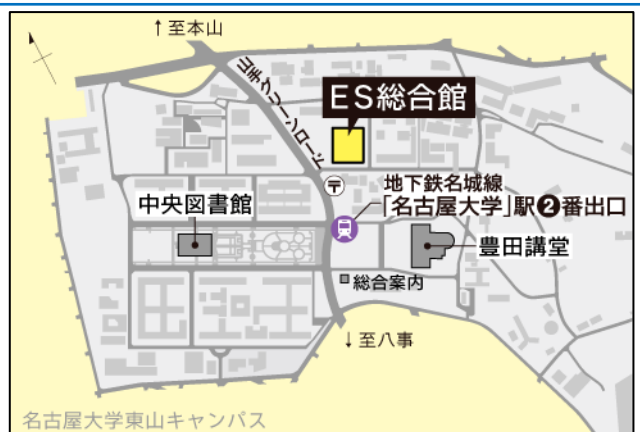 ↑至本山
山手グリーンロード
ES総合館
〒
地下鉄名城線
「名古屋大学」駅❷番出口
中央図書館
豊田講堂
総合案内
↓至八事
名古屋大学東山キャンパス